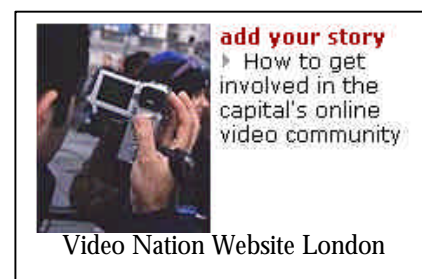 add your story
How to get
involved in the
capital's online
video community
Video Nation Website London